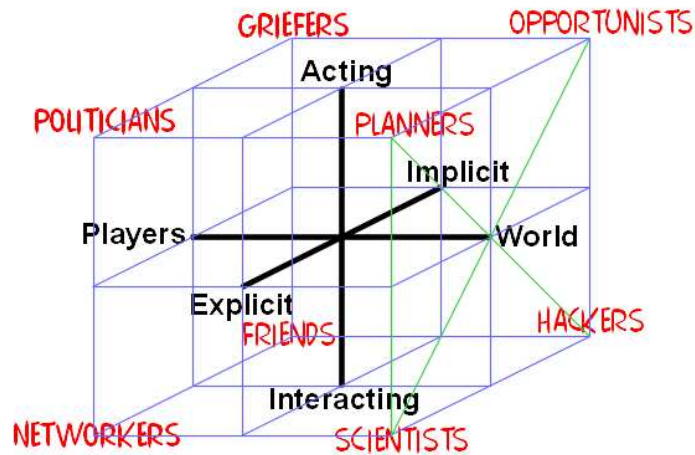 GRIEFERS
OPPORTUNISTS
Acting
POLITICIANS
PLANNERS
Implicit
Players
World
Explicit
FRIENDS
HACKERS
Interacting
NETWORKERS
SCIENTISTS